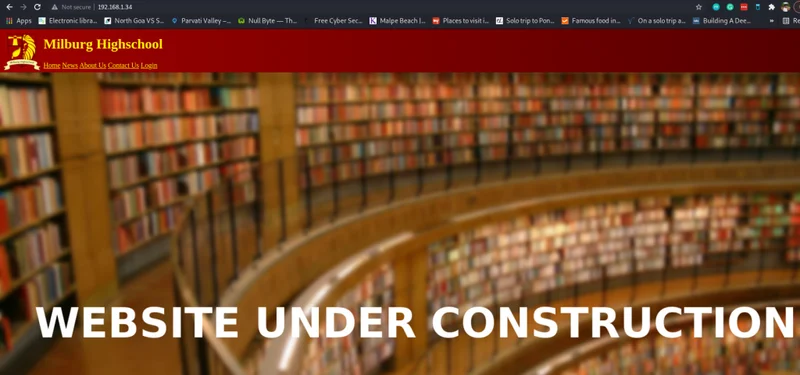 Not secure | 192.168.1.34
Apps Electronic libra... North Goa VS S... Parvati Valley –... Null Byte — Th... Free Cyber Sec... Malpe Beach |... Places to visit i... Solo trip to Pon... Famous food in... On a solo trip a... Building A Dee... »
Milburg Highschool
Home News About Us Contact Us Login
WEBSITE UNDER CONSTRUCTION